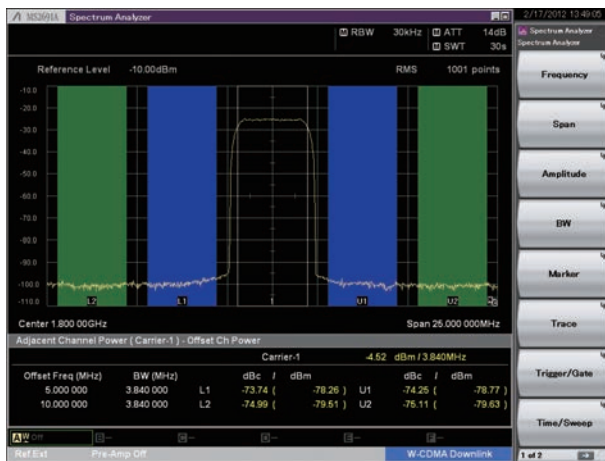 MS2691A Spectrum Analyzer 2/17/2012 13:49:05
M RBW 30kHz M ATT 14dB
M SWT 30s
Spectrum Analyzer
Spectrum Analyzer
Reference Level -10.00dBm RMS 1001 points
Frequency
Span
Amplitude
BW
Marker
Trace
Trigger/Gate
Time/Sweep
1 of 2
-10.0
-20.0
-30.0
-40.0
-50.0
-60.0
-70.0
-80.0
-90.0
-100.0
-110.0
L2 L1 1 U1 U2
Center 1.800 00GHz Span 25.000 000MHz
Adjacent Channel Power ( Carrier-1 ) - Offset Ch Power
Carrier-1 -4.52 dBm / 3.840MHz
Offset Freq (MHz) BW (MHz) dBc / dBm dBc / dBm
5.000 000 3.840 000 L1 -73.74 ( -78.26 ) U1 -74.25 ( -78.77 )
10.000 000 3.840 000 L2 -74.99 ( -79.51 ) U2 -75.11 ( -79.63 )
A W Off
Ref.Ext Pre-Amp Off W-CDMA Downlink